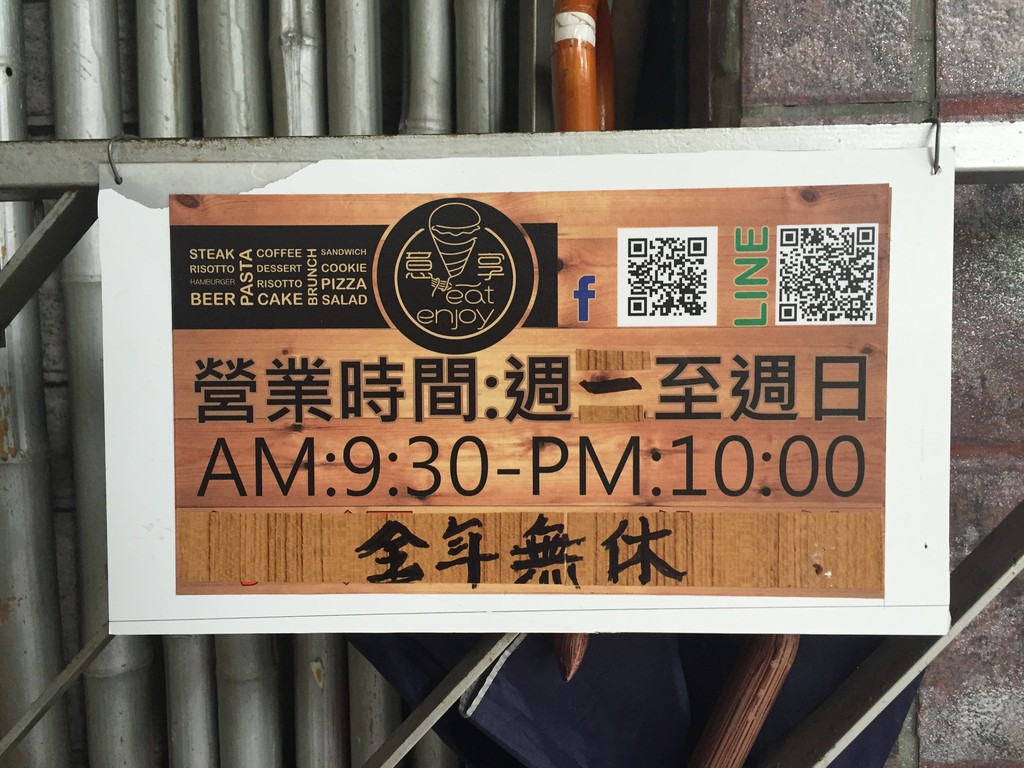 STEAK
RISOTTO
HAMBURGER
BEER
PASTA
COFFEE
DESSERT
RISOTTO
CAKE
BRUNCH
SANDWICH
COOKIE
PIZZA
SALAD
享
eat
enjoy
f
LINE
營業時間:週一至週日
AM:9:30-PM:10:00
全年無休